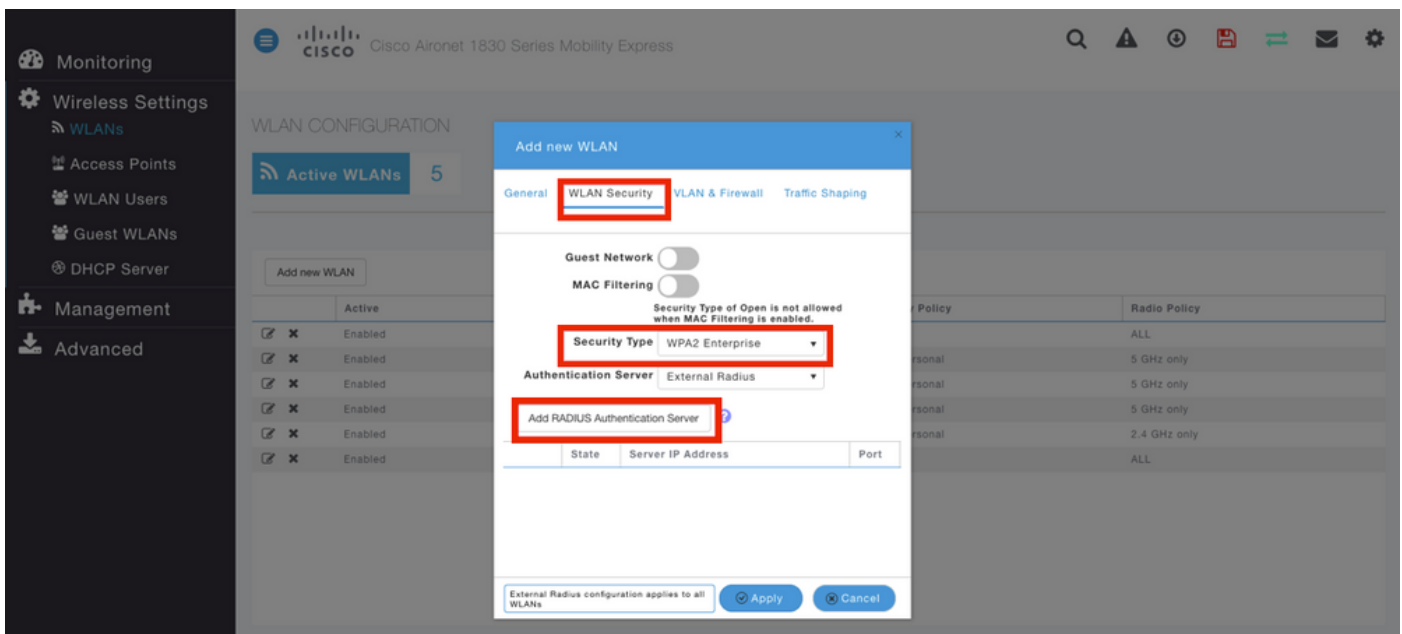 Monitoring
Wireless Settings
WLANs
Access Points
WLAN Users
Guest WLANs
DHCP Server
Management
Advanced
CISCO Cisco Aironet 1830 Series Mobility Express
WLAN CONFIGURATION
Active WLANs 5
Add new WLAN
Active y Policy Radio Policy
Enabled ALL
Enabled rsonal 5 GHz only
Enabled rsonal 5 GHz only
Enabled rsonal 5 GHz only
Enabled rsonal 2.4 GHz only
Enabled ALL
Add new WLAN
General WLAN Security VLAN & Firewall Traffic Shaping
Guest Network
MAC Filtering
Security Type of Open is not allowed
when MAC Filtering is enabled.
Security Type WPA2 Enterprise
Authentication Server External Radius
Add RADIUS Authentication Server ?
State Server IP Address Port
External Radius configuration applies to all
WLANs
Apply Cancel